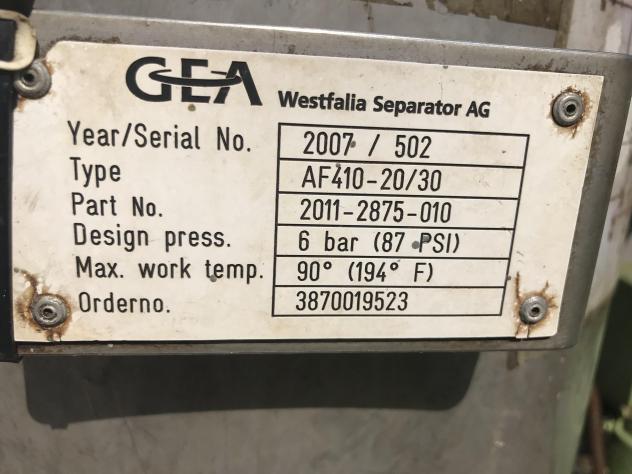 GEA Westfalia Separator AG
Year/Serial No. 2007 / 502
Type AF410-20/30
Part No. 2011-2875-010
Design press. 6 bar (87 PSI)
Max. work temp. 90° (194° F)
Orderno. 3870019523